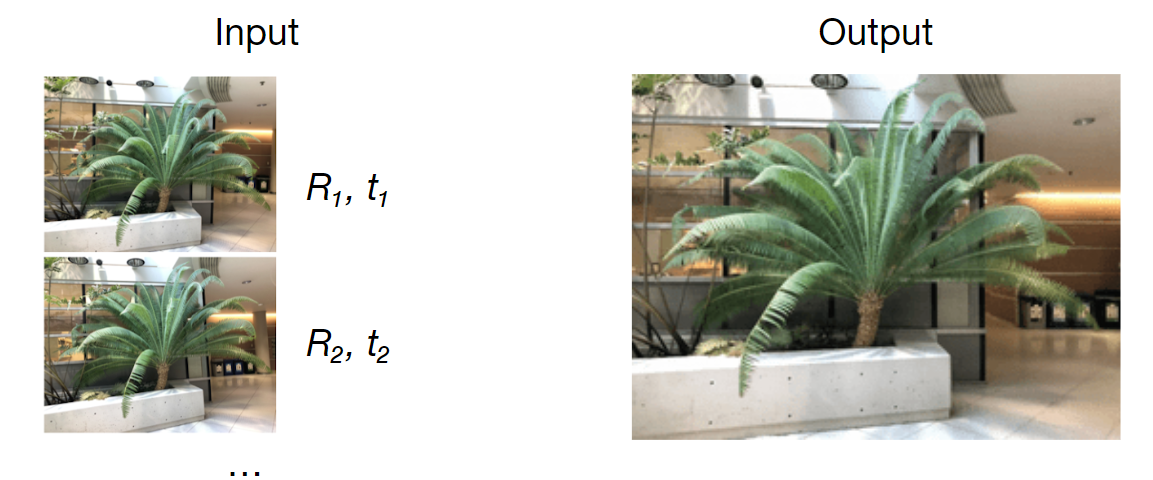 Input
Output
R₁, t₁
R₂, t₂
...